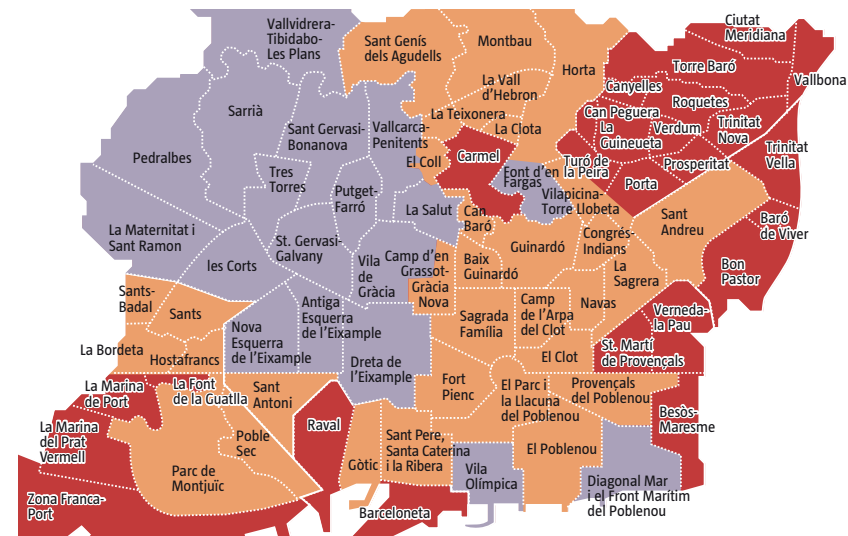 Vallvidrera-
Tibidabo-
Les Plans
Sant Genís
dels Agudells
Montbau
Ciutat
Meridiana
Horta
Torre Baró
Vallbona
Canyelles
Roquetes
La Vall
d'Hebron
Sarrià
La Teixonera
La Clota
Can Peguera
La
Guineueta
Verdum
Trinitat
Nova
Sant Gervasi-
Bonanova
Vallcarca-
Penitents
Pedralbes
El Coll
Carmel
Turó de
la Peira
Prosperitat
Trinitat
Vella
Tres
Torres
Putget-
Farró
Font d'en
Fargas
Porta
Vilapicina-
Torre Llobeta
La Salut
Can
Baró
Sant
Andreu
Baró
de Viver
La Maternitat i
Sant Ramon
St. Gervasi-
Galvany
Guinardó
Congrés-
Indians
les Corts
Vila
de
Gràcia
Camp d'en
Grassot-
Gràcia
Nova
Baix
Guinardó
La
Sagrera
Bon
Pastor
Sants-
Badal
Sants
Antiga
Esquerra
de l'Eixample
Nova
Esquerra
de l'Eixample
Sagrada
Família
Camp
de l'Arpa
del Clot
Navas
Verneda-
la Pau
La Bordeta
Hostafrancs
Dreta de
l'Eixample
El Clot
St. Martí
de Provençals
La Marina
de Port
La Font
de la Guatlla
Sant
Antoni
Fort
Pienc
El Parc i
la Llacuna
del Poblenou
Provençals
del Poblenou
La Marina
del Prat
Vermell
Raval
Besòs-
Maresme
Poble
Sec
Gòtic
Sant Pere,
Santa Caterina
i la Ribera
El Poblenou
Parc de
Montjuïc
Vila
Olímpica
Diagonal Mar
i el Front Marítim
del Poblenou
Zona Franca-
Port
Barceloneta